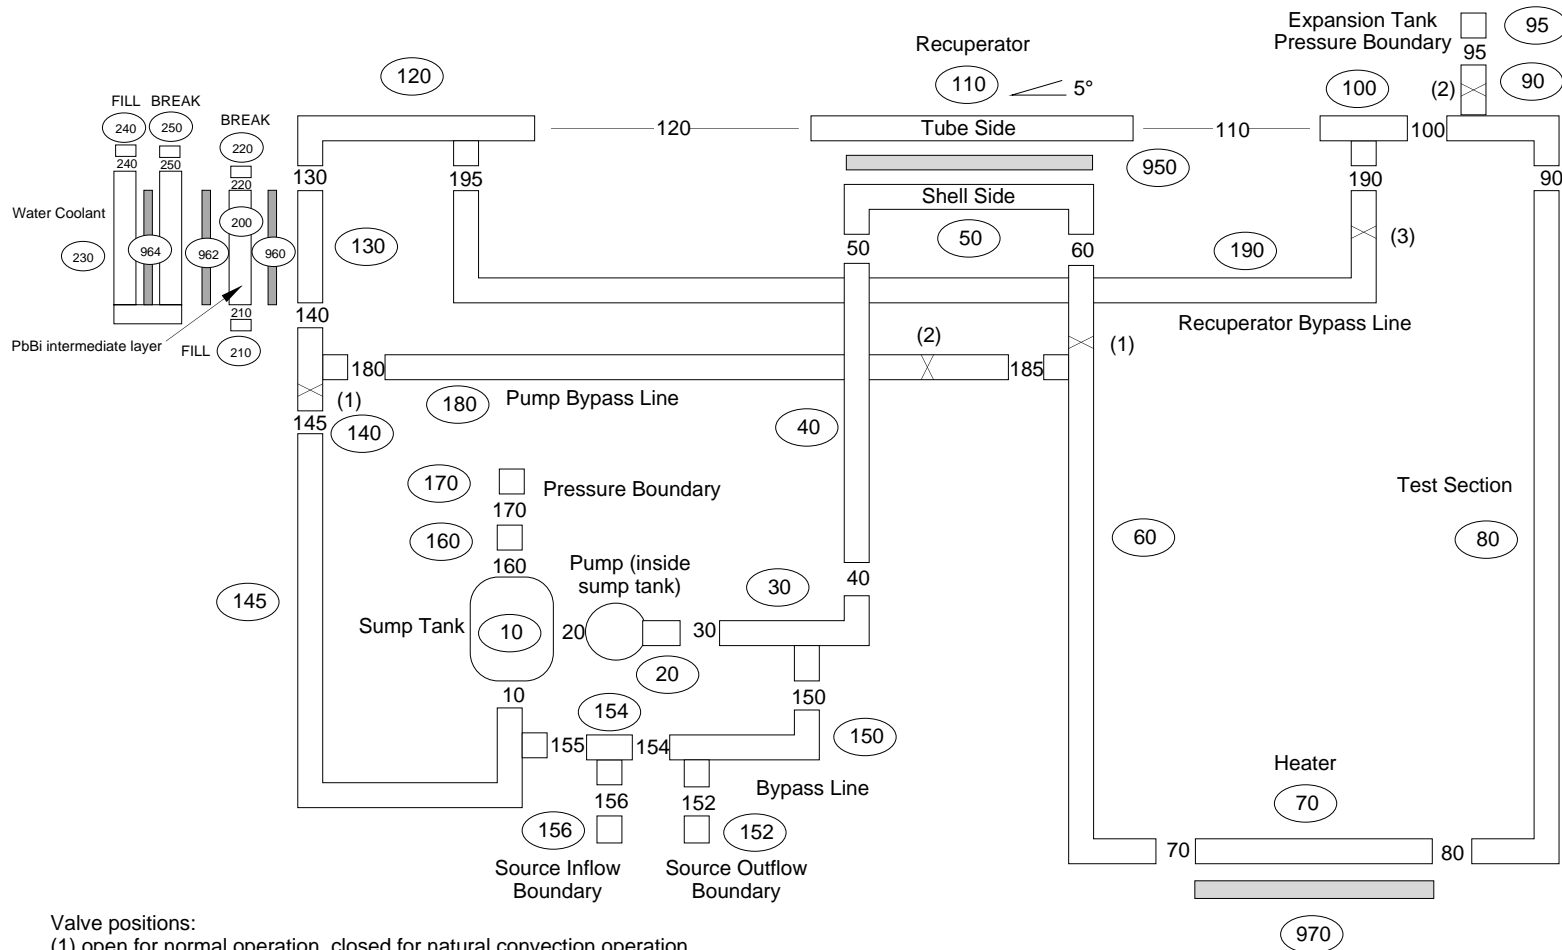 Expansion Tank
Pressure Boundary
95
95
Recuperator
120
110
5°
100
(2)
90
FILL BREAK
240 250
BREAK
220
240 250
220
120
Tube Side
110
100
130
195
950
190
90
Water Coolant
200
Shell Side
230
964
962
960
130
50
50
60
190
(3)
210
140
PbBi intermediate layer
FILL
210
Recuperator Bypass Line
(2)
(1)
180
185
(1)
180
Pump Bypass Line
145
140
40
170
Pressure Boundary
170
Test Section
160
160
60
80
Pump (inside
sump tank)
40
30
145
Sump Tank
10
20
30
20
10
150
154
155
154
150
Heater
156
152
Bypass Line
70
156
152
70
80
Source Inflow
Boundary
Source Outflow
Boundary
970
Valve positions:
(1) open for normal operation, closed for natural convection operation